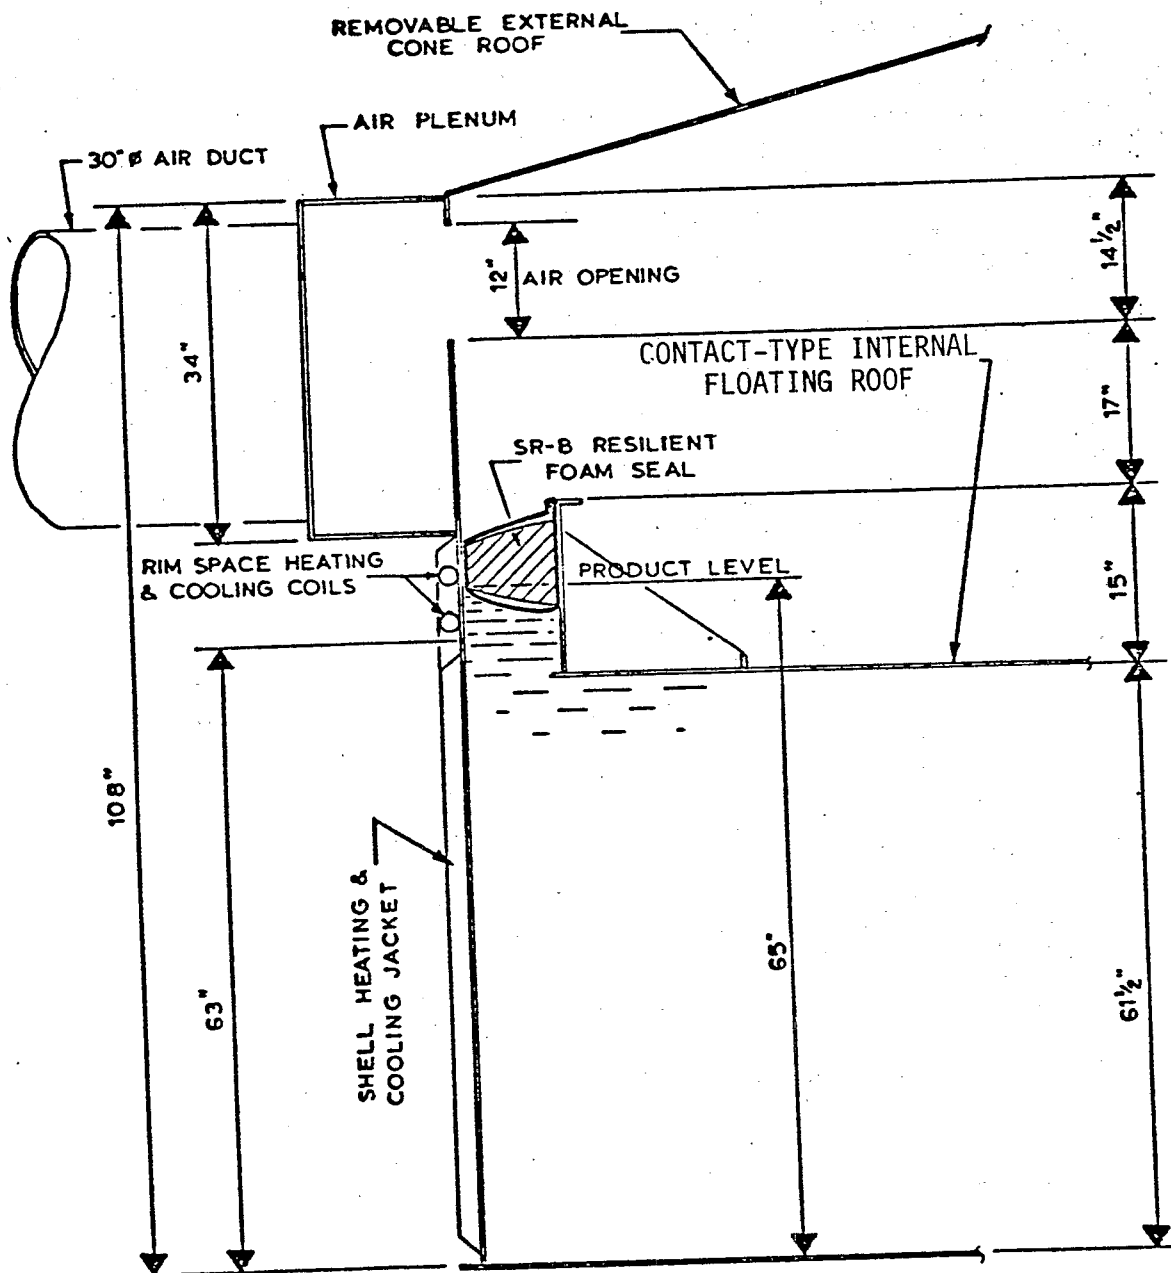 REMOVABLE EXTERNAL
CONE ROOF
AIR PLENUM
30"Ø AIR DUCT
14½"
12"
AIR OPENING
34"
CONTACT-TYPE INTERNAL
FLOATING ROOF
17"
SR-8 RESILIENT
FOAM SEAL
RIM SPACE HEATING
& COOLING COILS
PRODUCT LEVEL
15"
108"
SHELL HEATING &
COOLING JACKET
65"
63"
61½"